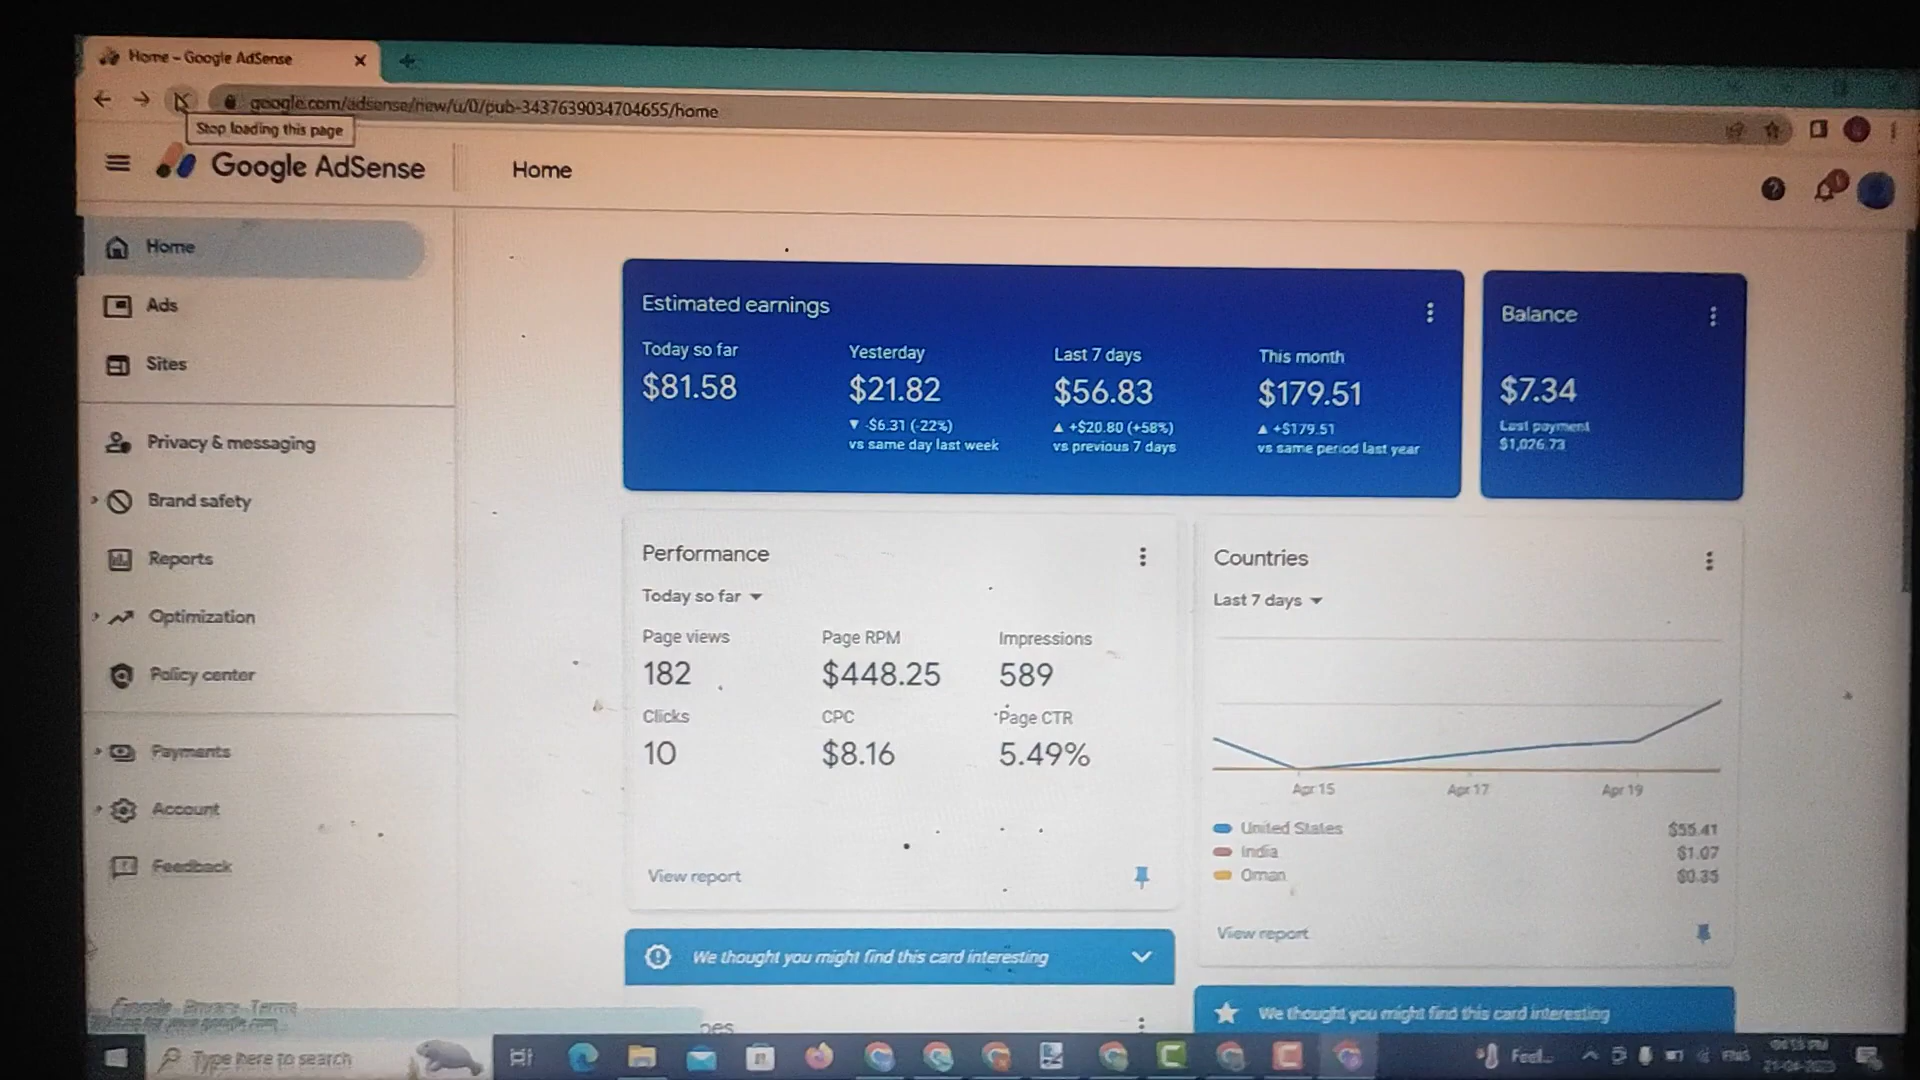 Home – Google AdSense
google.com/adsense/new/u/0/pub-3437639034704655/home
Stop loading this page
Google AdSense
Home
Home
Ads
Sites
Privacy & messaging
Brand safety
Reports
Optimization
Policy center
Payments
Account
Feedback
Google Privacy Terms
Estimated earnings
Today so far
$81.58
Yesterday
$21.82
▼ -$6.31 (-22%)
vs same day last week
Last 7 days
$56.83
▲ +$20.80 (+58%)
vs previous 7 days
This month
$179.51
▲ +$179.51
vs same period last year
Balance
$7.34
Last payment
$1,026.73
Performance
Today so far
Page views
182
Page RPM
$448.25
Impressions
589
Clicks
10
CPC
$8.16
Page CTR
5.49%
View report
Countries
Last 7 days
Apr 15
Apr 17
Apr 19
United States $55.41
India $1.07
Oman $0.35
View report
We thought you might find this card interesting
We thought you might find this card interesting
Type here to search
Feel...
ENG